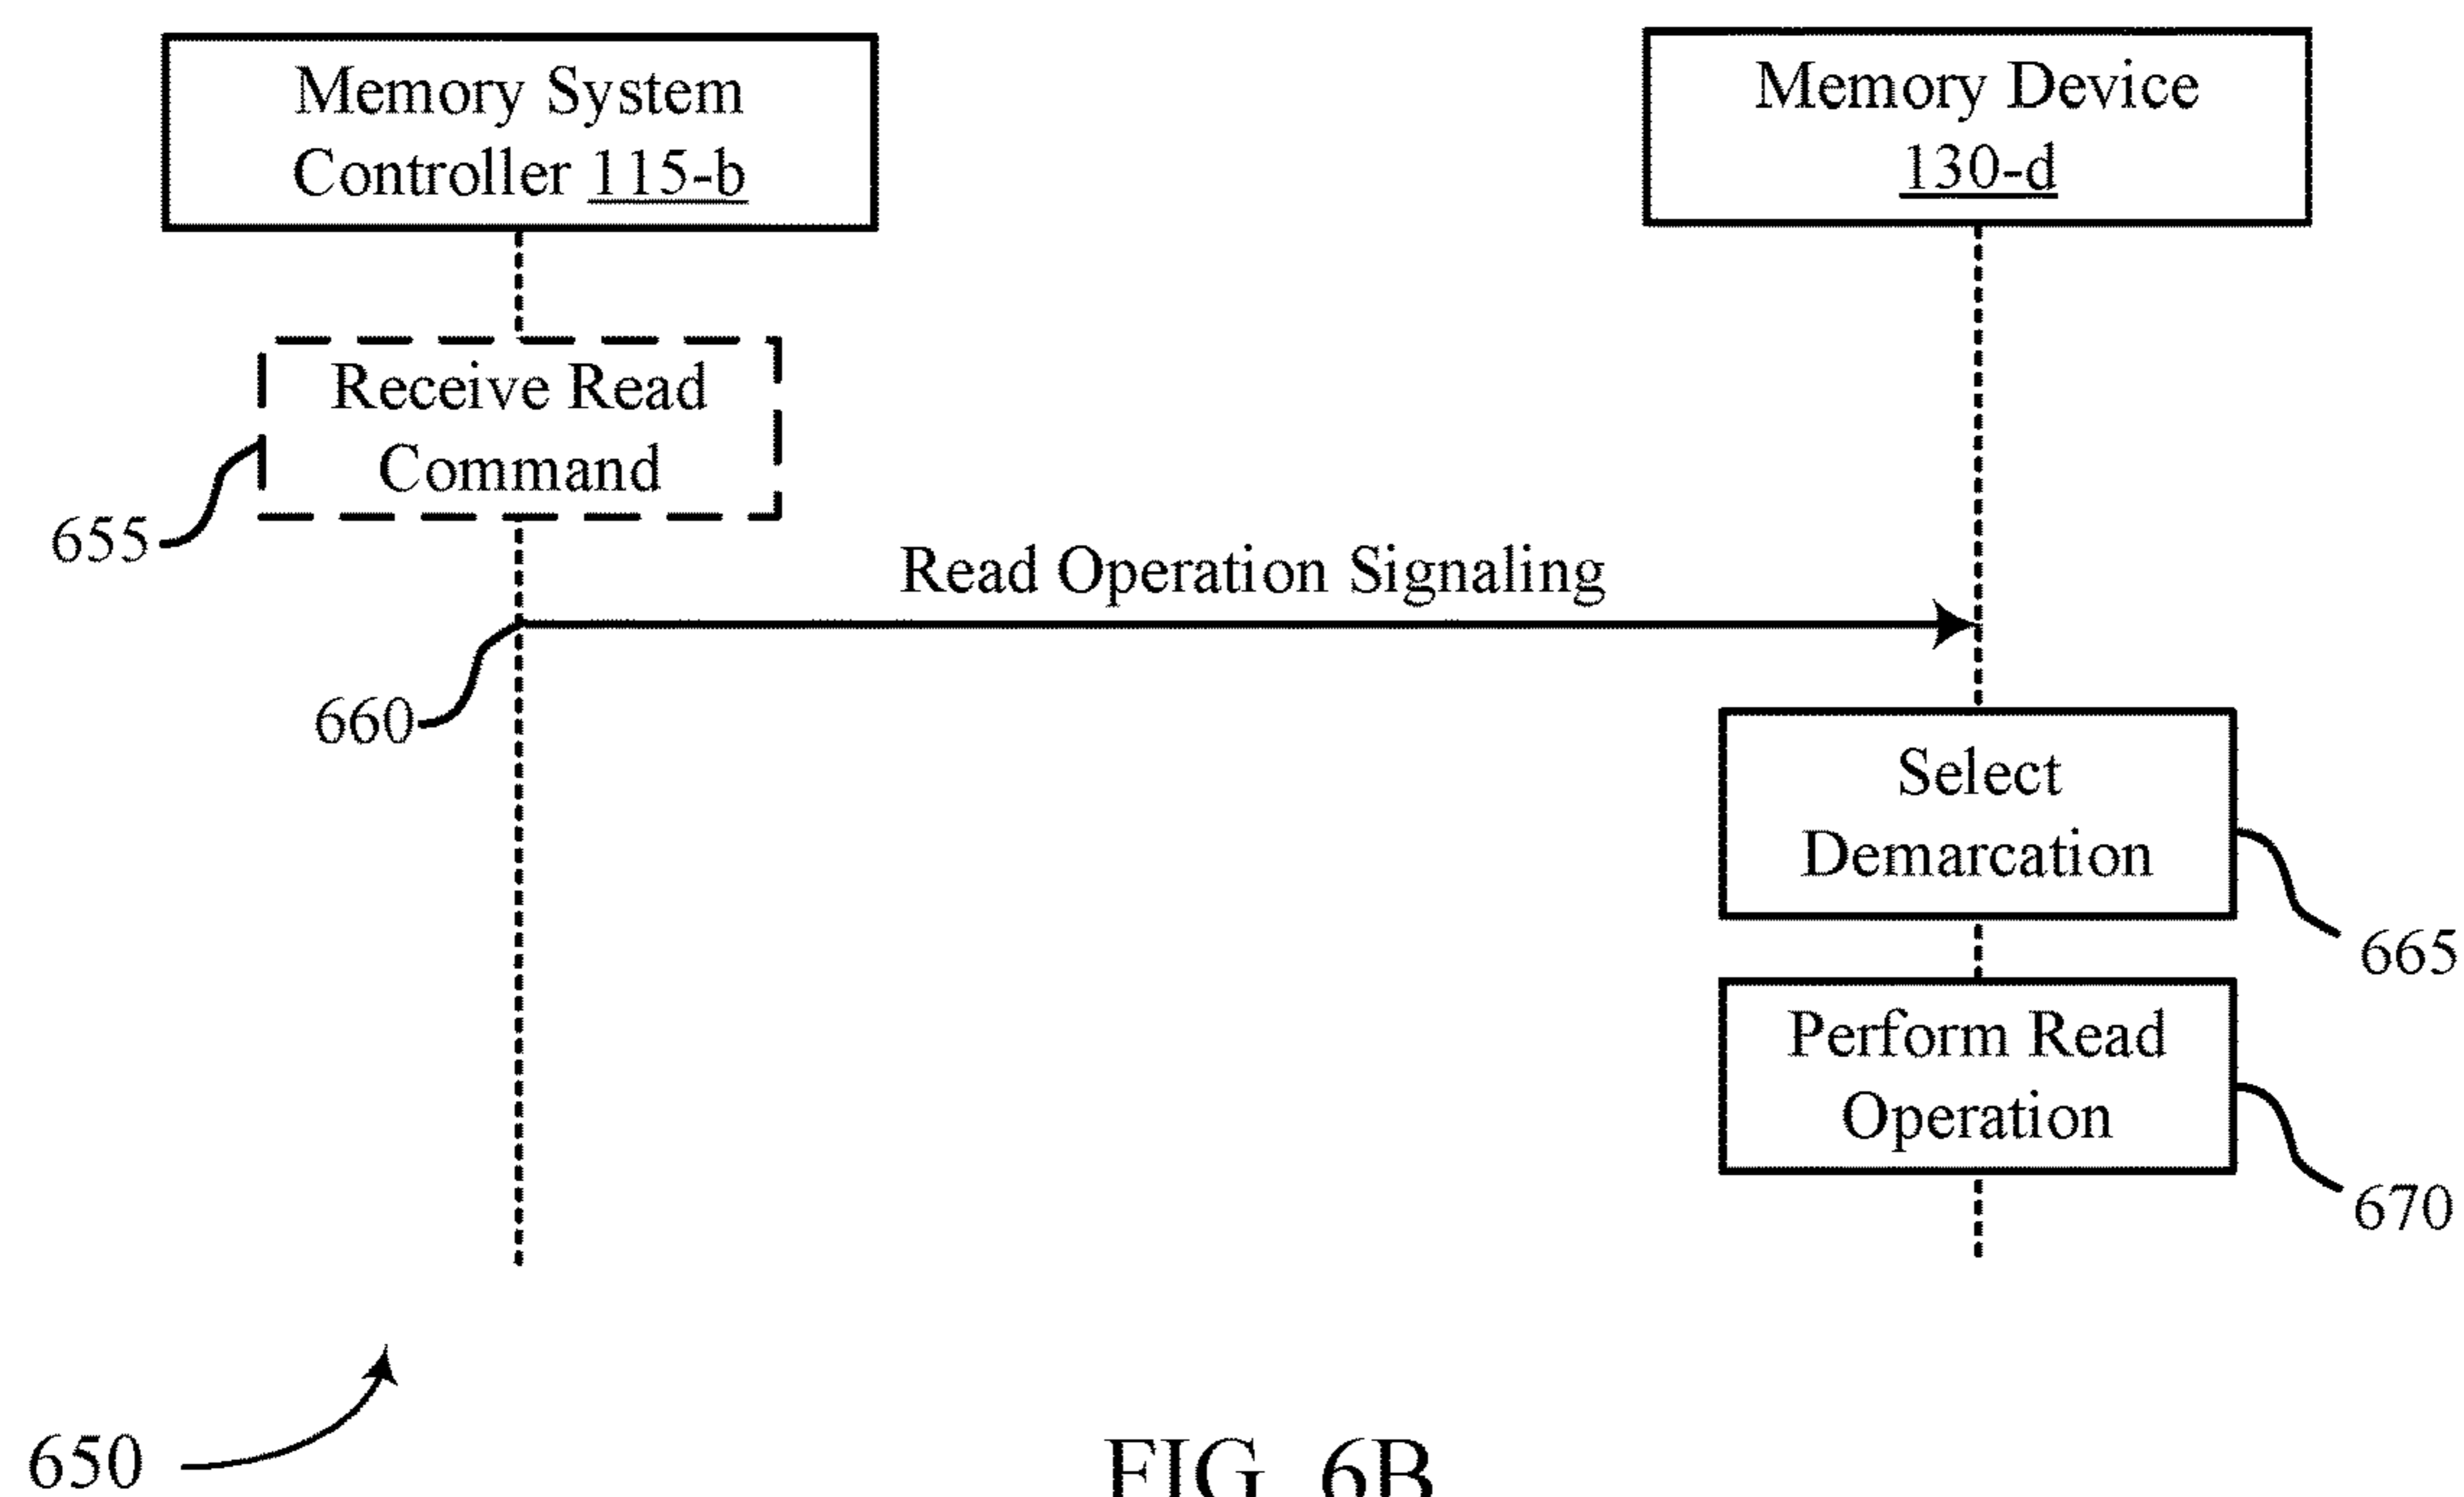 Memory System
Controller 115-b
Memory Device
130-d
Receive Read
Command
655
Read Operation Signaling
660
Select
Demarcation
665
Perform Read
Operation
670
650
FIG. 6B